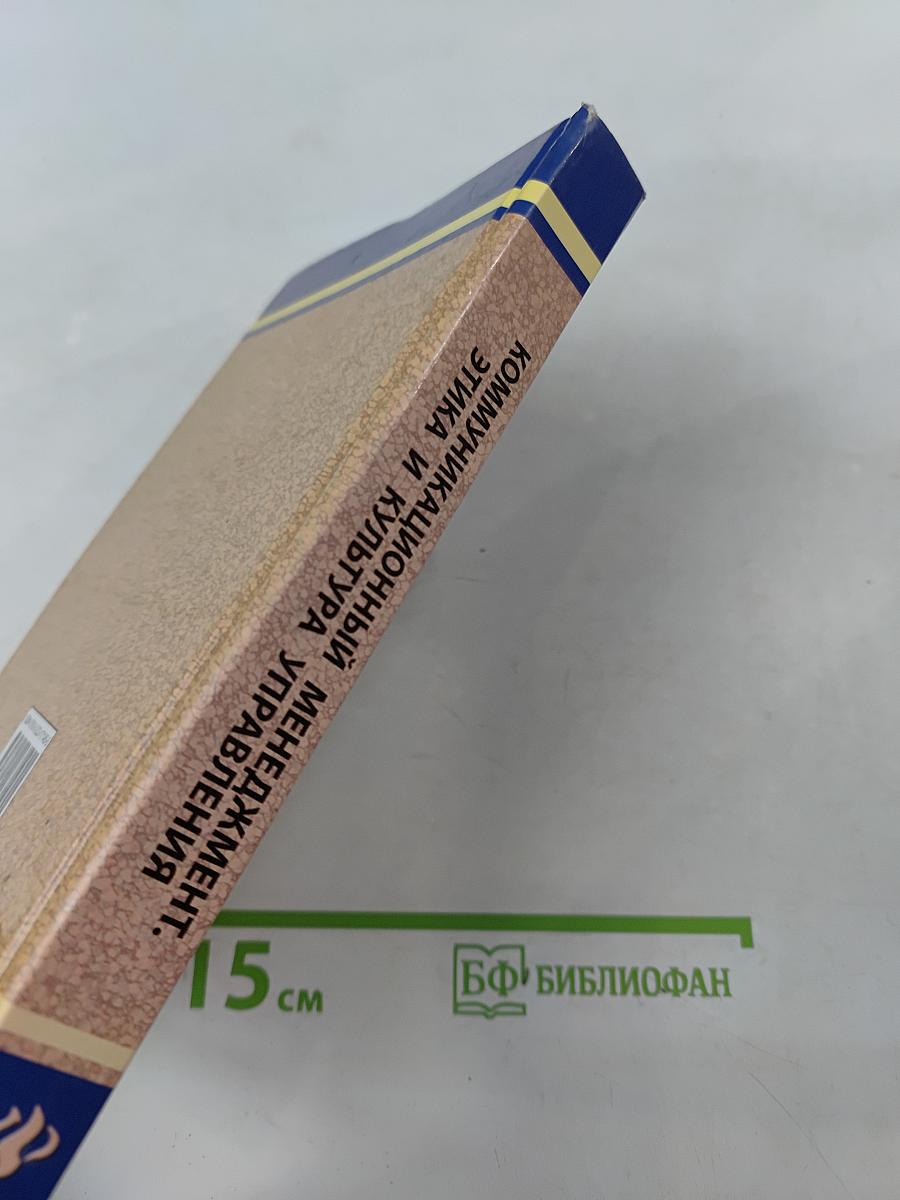 КОММУНИКАЦИОННЫЙ МЕНЕДЖМЕНТ.
ЭТИКА И КУЛЬТУРА УПРАВЛЕНИЯ
15 см
БФ БИБЛИОФАН